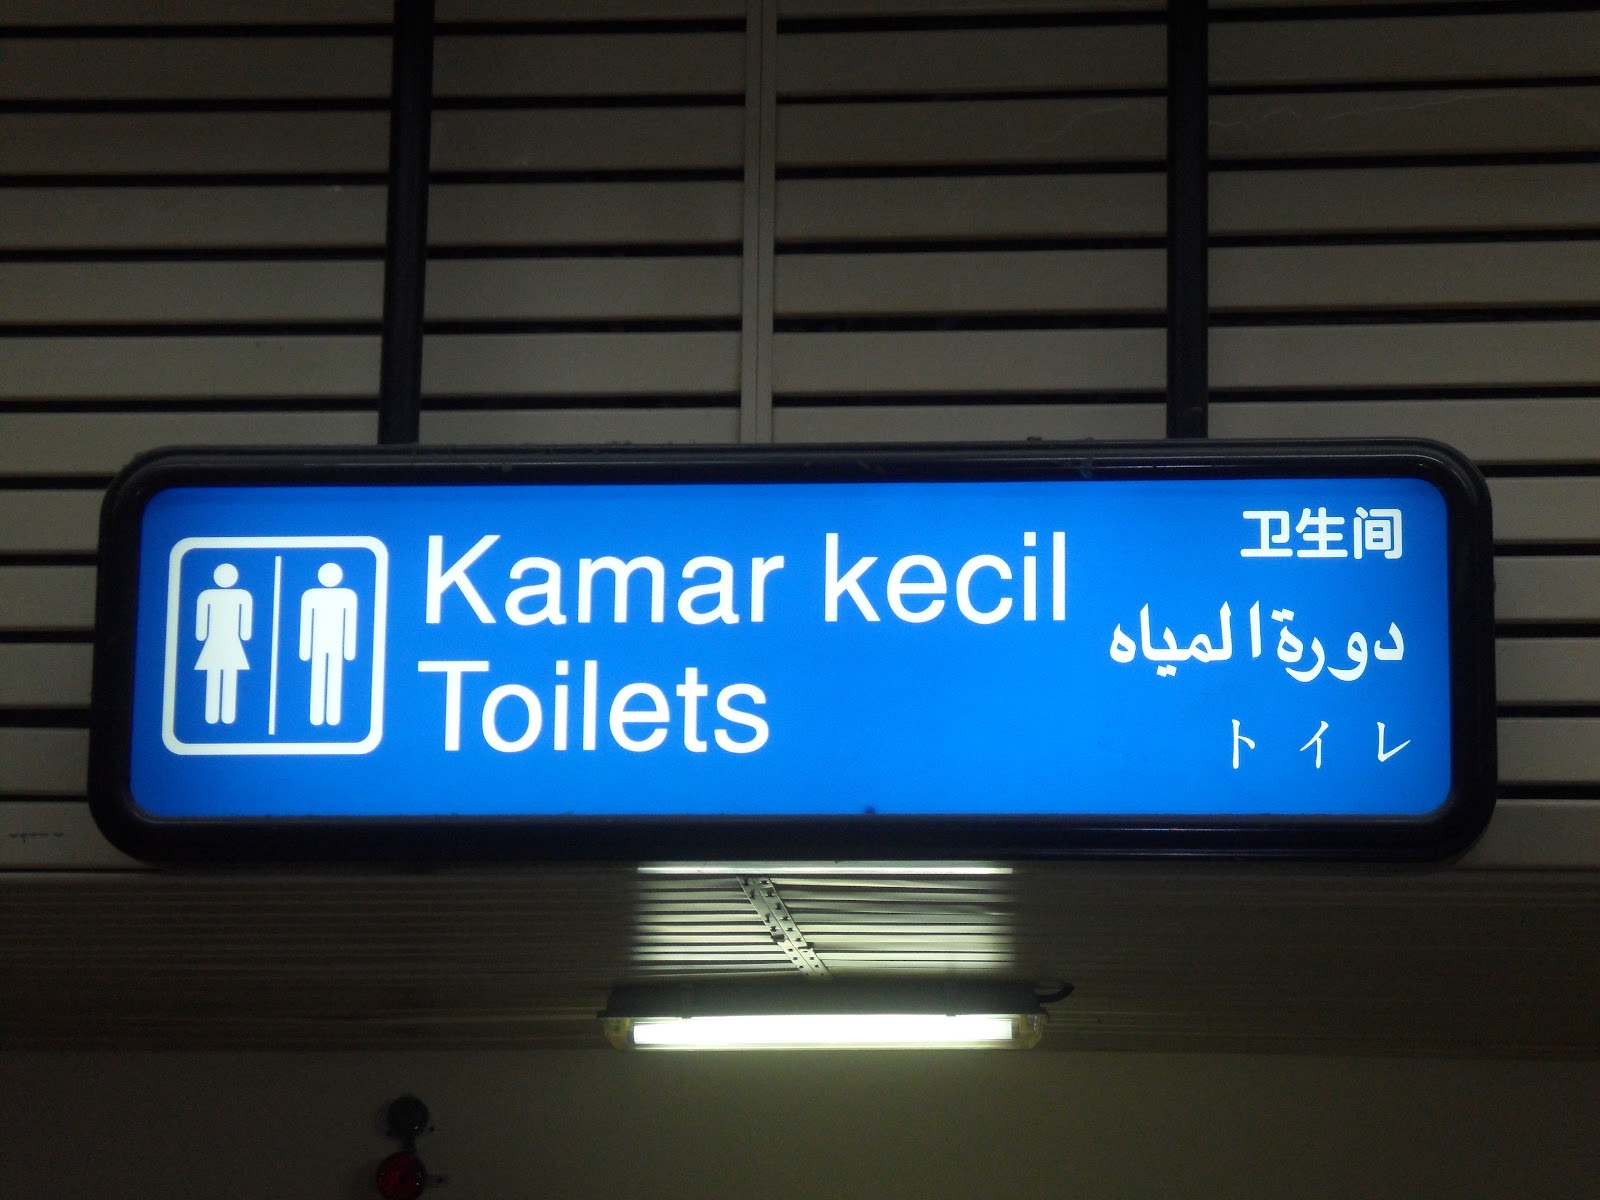 Kamar kecil
Toilets
卫生间
دورة المياه
トイレ